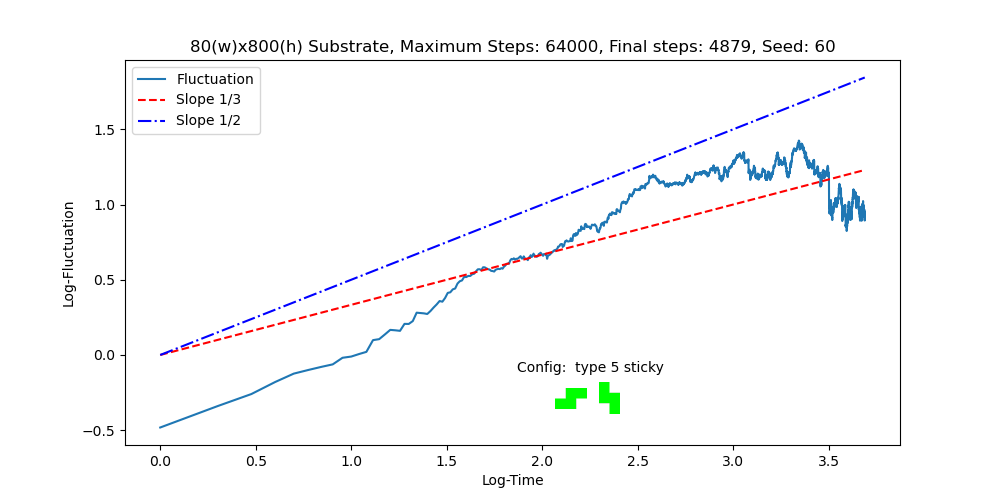 80(w)x800(h) Substrate, Maximum Steps: 64000, Final steps: 4879, Seed: 60
Fluctuation
Slope 1/3
Slope 1/2
Log-Fluctuation
1.5
1.0
0.5
0.0
−0.5
Config:  type 5 sticky
0.0 0.5 1.0 1.5 2.0 2.5 3.0 3.5
Log-Time